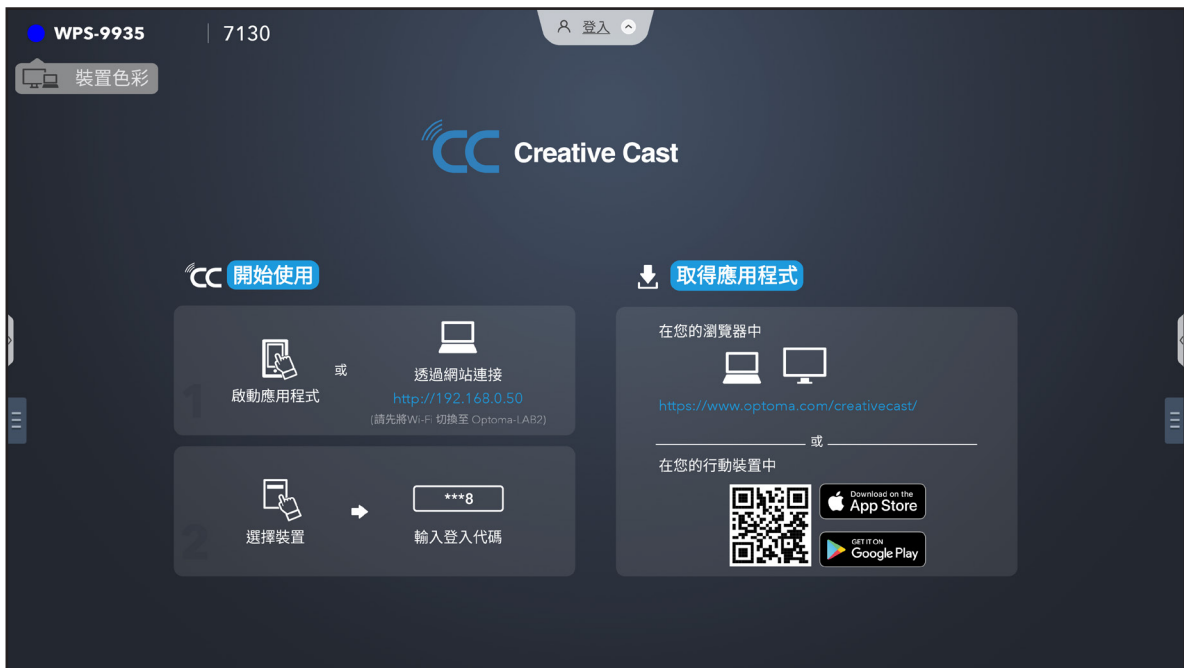 WPS-9935 7130
登入
裝置色彩
CC Creative Cast
CC 開始使用
1
啟動應用程式
或
透過網站連接
http://192.168.0.50
(請先將Wi-Fi 切換至 Optoma-LAB2)
2
選擇裝置
***8
輸入登入代碼
取得應用程式
在您的瀏覽器中
https://www.optoma.com/creativecast/
或
在您的行動裝置中
Download on the
App Store
GET IT ON
Google Play